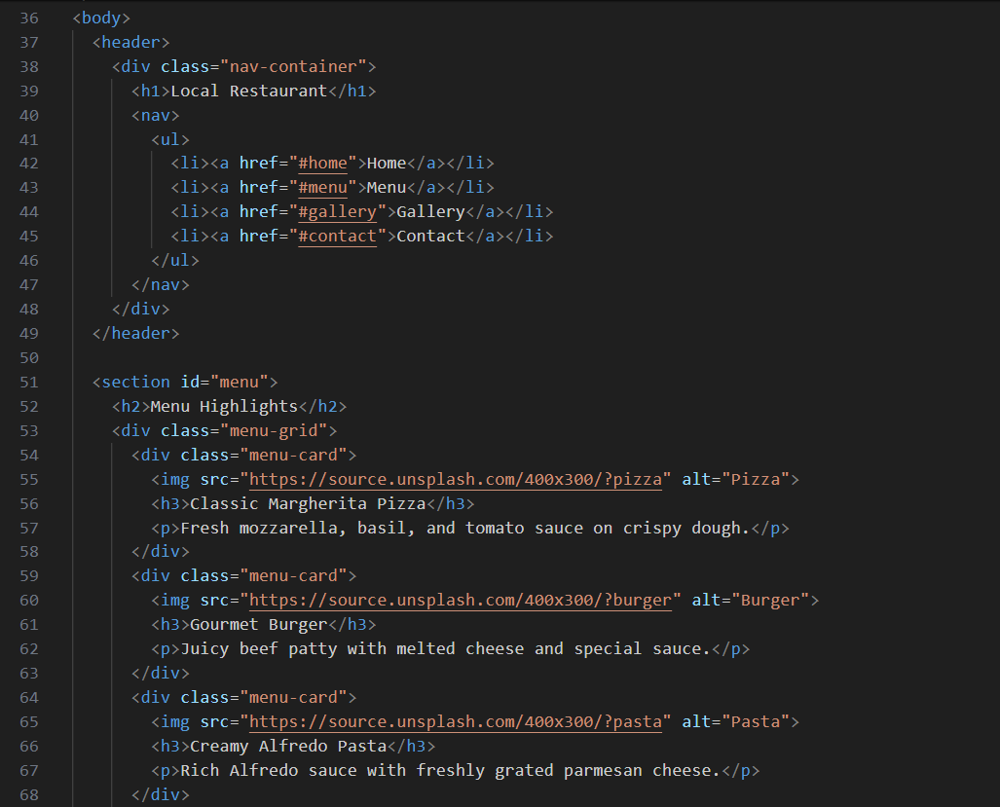 36 <body>
37   <header>
38     <div class="nav-container">
39       <h1>Local Restaurant</h1>
40       <nav>
41         <ul>
42           <li><a href="#home">Home</a></li>
43           <li><a href="#menu">Menu</a></li>
44           <li><a href="#gallery">Gallery</a></li>
45           <li><a href="#contact">Contact</a></li>
46         </ul>
47       </nav>
48     </div>
49   </header>
50
51   <section id="menu">
52     <h2>Menu Highlights</h2>
53     <div class="menu-grid">
54       <div class="menu-card">
55         <img src="https://source.unsplash.com/400x300/?pizza" alt="Pizza">
56         <h3>Classic Margherita Pizza</h3>
57         <p>Fresh mozzarella, basil, and tomato sauce on crispy dough.</p>
58       </div>
59       <div class="menu-card">
60         <img src="https://source.unsplash.com/400x300/?burger" alt="Burger">
61         <h3>Gourmet Burger</h3>
62         <p>Juicy beef patty with melted cheese and special sauce.</p>
63       </div>
64       <div class="menu-card">
65         <img src="https://source.unsplash.com/400x300/?pasta" alt="Pasta">
66         <h3>Creamy Alfredo Pasta</h3>
67         <p>Rich Alfredo sauce with freshly grated parmesan cheese.</p>
68       </div>